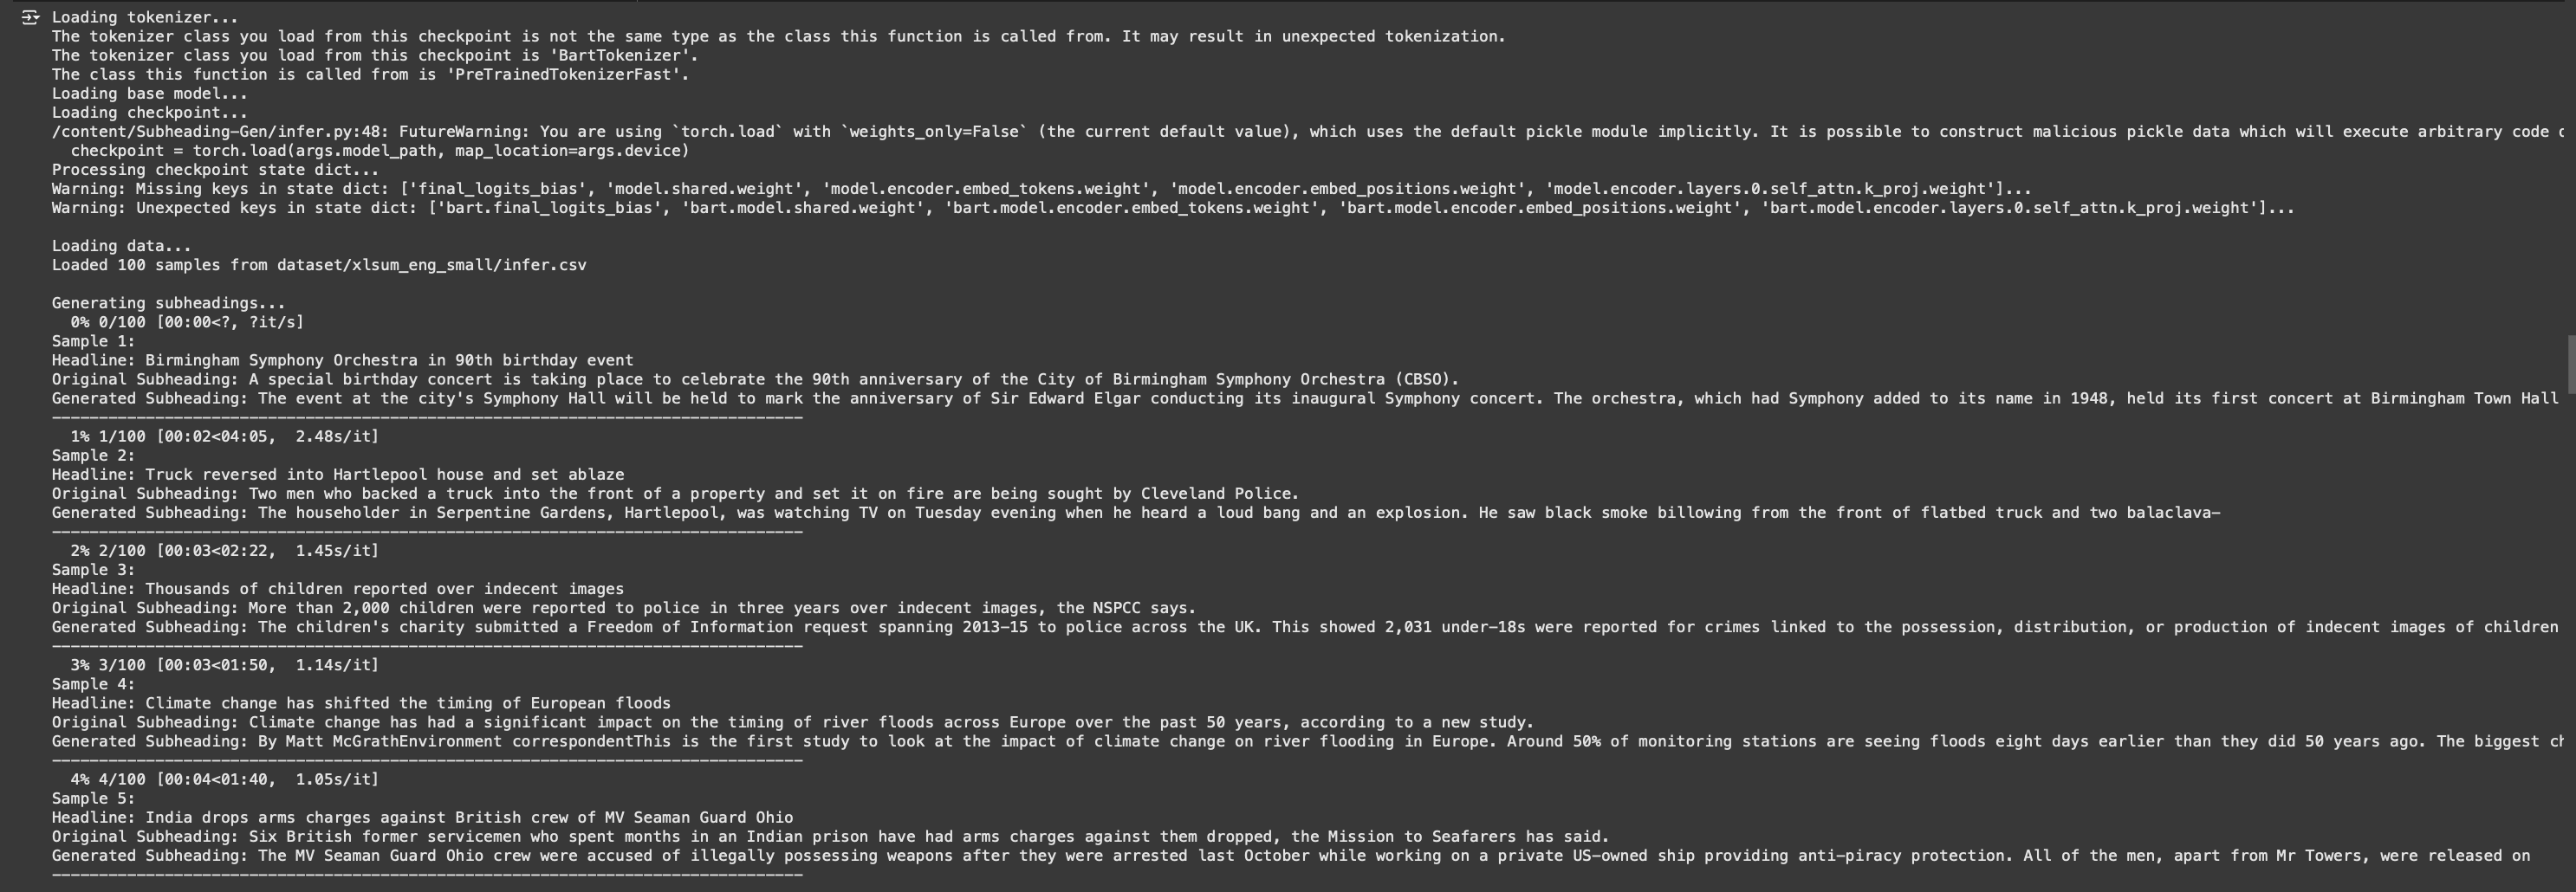 Loading tokenizer...
The tokenizer class you load from this checkpoint is not the same type as the class this function is called from. It may result in unexpected tokenization.
The tokenizer class you load from this checkpoint is 'BartTokenizer'.
The class this function is called from is 'PreTrainedTokenizerFast'.
Loading base model...
Loading checkpoint...
/content/Subheading-Gen/infer.py:48: FutureWarning: You are using `torch.load` with `weights_only=False` (the current default value), which uses the default pickle module implicitly. It is possible to construct malicious pickle data which will execute arbitrary code
  checkpoint = torch.load(args.model_path, map_location=args.device)
Processing checkpoint state dict...
Warning: Missing keys in state dict: ['final_logits_bias', 'model.shared.weight', 'model.encoder.embed_tokens.weight', 'model.encoder.embed_positions.weight', 'model.encoder.layers.0.self_attn.k_proj.weight']...
Warning: Unexpected keys in state dict: ['bart.final_logits_bias', 'bart.model.shared.weight', 'bart.model.encoder.embed_tokens.weight', 'bart.model.encoder.embed_positions.weight', 'bart.model.encoder.layers.0.self_attn.k_proj.weight']...
Loading data...
Loaded 100 samples from dataset/xlsum_eng_small/infer.csv
Generating subheadings...
  0% 0/100 [00:00<?, ?it/s]
Sample 1:
Headline: Birmingham Symphony Orchestra in 90th birthday event
Original Subheading: A special birthday concert is taking place to celebrate the 90th anniversary of the City of Birmingham Symphony Orchestra (CBSO).
Generated Subheading: The event at the city's Symphony Hall will be held to mark the anniversary of Sir Edward Elgar conducting its inaugural Symphony concert. The orchestra, which had Symphony added to its name in 1948, held its first concert at Birmingham Town Hall
--------------------------------------------------------------------------------
  1% 1/100 [00:02<04:05,  2.48s/it]
Sample 2:
Headline: Truck reversed into Hartlepool house and set ablaze
Original Subheading: Two men who backed a truck into the front of a property and set it on fire are being sought by Cleveland Police.
Generated Subheading: The householder in Serpentine Gardens, Hartlepool, was watching TV on Tuesday evening when he heard a loud bang and an explosion. He saw black smoke billowing from the front of flatbed truck and two balaclava-
--------------------------------------------------------------------------------
  2% 2/100 [00:03<02:22,  1.45s/it]
Sample 3:
Headline: Thousands of children reported over indecent images
Original Subheading: More than 2,000 children were reported to police in three years over indecent images, the NSPCC says.
Generated Subheading: The children's charity submitted a Freedom of Information request spanning 2013-15 to police across the UK. This showed 2,031 under-18s were reported for crimes linked to the possession, distribution, or production of indecent images of children
--------------------------------------------------------------------------------
  3% 3/100 [00:03<01:50,  1.14s/it]
Sample 4:
Headline: Climate change has shifted the timing of European floods
Original Subheading: Climate change has had a significant impact on the timing of river floods across Europe over the past 50 years, according to a new study.
Generated Subheading: By Matt McGrathEnvironment correspondentThis is the first study to look at the impact of climate change on river flooding in Europe. Around 50% of monitoring stations are seeing floods eight days earlier than they did 50 years ago. The biggest
--------------------------------------------------------------------------------
  4% 4/100 [00:04<01:40,  1.05s/it]
Sample 5:
Headline: India drops arms charges against British crew of MV Seaman Guard Ohio
Original Subheading: Six British former servicemen who spent months in an Indian prison have had arms charges against them dropped, the Mission to Seafarers has said.
Generated Subheading: The MV Seaman Guard Ohio crew were accused of illegally possessing weapons after they were arrested last October while working on a private US-owned ship providing anti-piracy protection. All of the men, apart from Mr Towers, were released on
--------------------------------------------------------------------------------